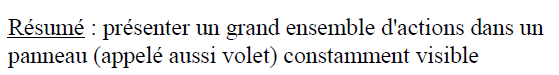 Résumé : présenter un grand ensemble d'actions dans un
panneau (appelé aussi volet) constamment visible